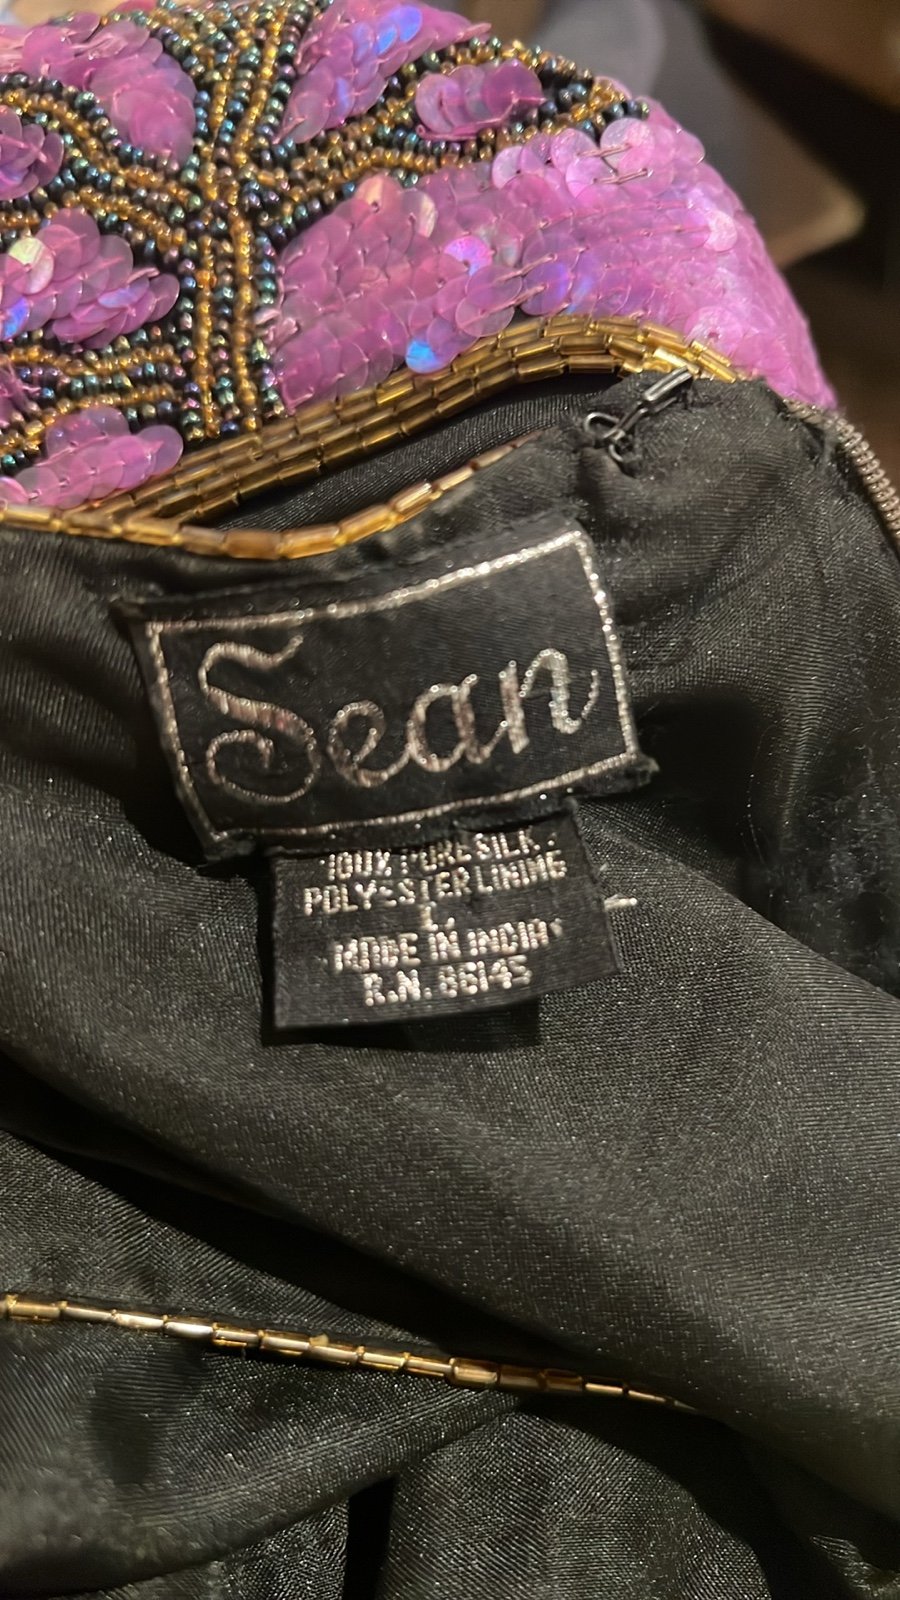 Sean
100% PURE SILK
POLYESTER LINING
L
MADE IN INDIA
R.N. 86145